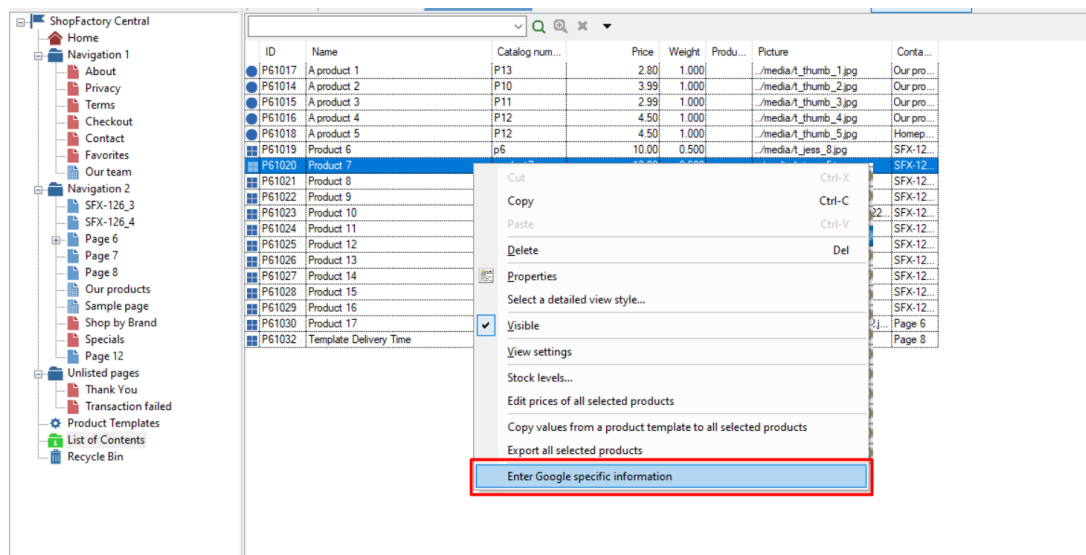 ShopFactory Central
Home
Navigation 1
About
Privacy
Terms
Checkout
Contact
Favorites
Our team
Navigation 2
SFX-126_3
SFX-126_4
Page 6
Page 7
Page 8
Our products
Sample page
Shop by Brand
Specials
Page 12
Unlisted pages
Thank You
Transaction failed
Product Templates
List of Contents
Recycle Bin
ID Name Catalog num... Price Weight Produ... Picture Conta...
P61017 A product 1 P13 2.80 1.000 ../media/t_thumb_1.jpg Our pro...
P61014 A product 2 P10 3.99 1.000 ../media/t_thumb_2.jpg Our pro...
P61015 A product 3 P11 2.99 1.000 ../media/t_thumb_3.jpg Our pro...
P61016 A product 4 P12 4.50 1.000 ../media/t_thumb_4.jpg Our pro...
P61018 A product 5 P12 4.50 1.000 ../media/t_thumb_5.jpg Homep...
P61019 Product 6 p6 10.00 0.500 ../media/t_jess_8.jpg SFX-12...
P61020 Product 7 SFX-12...
P61021 Product 8 SFX-12...
P61022 Product 9 SFX-12...
P61023 Product 10 22... SFX-12...
P61024 Product 11 SFX-12...
P61025 Product 12 SFX-12...
P61026 Product 13 SFX-12...
P61027 Product 14 SFX-12...
P61028 Product 15 SFX-12...
P61029 Product 16 SFX-12...
P61030 Product 17 Page 6
P61032 Template Delivery Time Page 8
Cut Ctrl-X
Copy Ctrl-C
Paste Ctrl-V
Delete Del
Properties
Select a detailed view style...
Visible
View settings
Stock levels...
Edit prices of all selected products
Copy values from a product template to all selected products
Export all selected products
Enter Google specific information